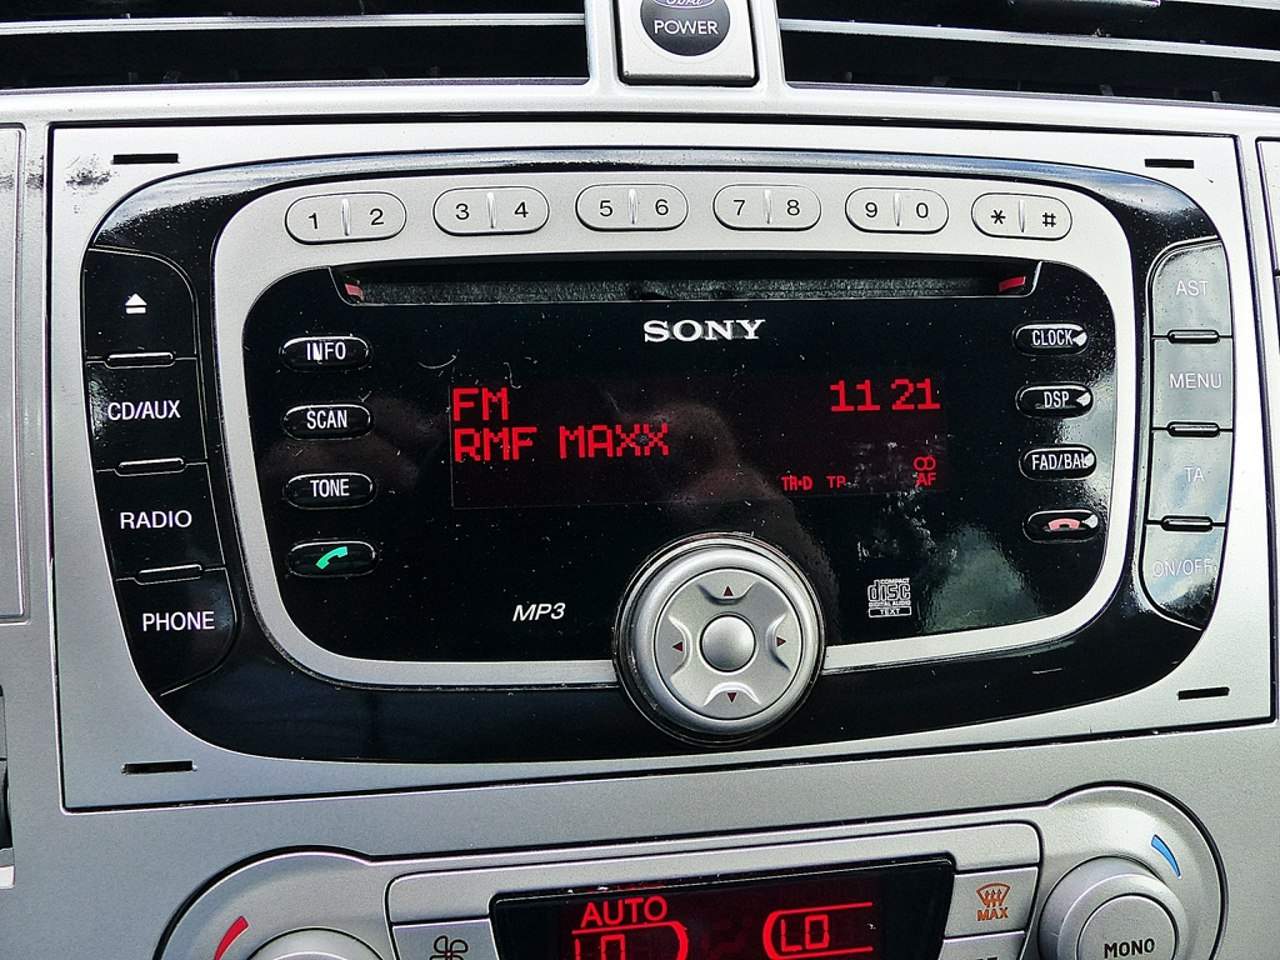 Ford
POWER
1 2 3 4 5 6 7 8 9 0 * #
SONY
INFO
CLOCK
AST
FM 11 21
CD/AUX
SCAN
RMF MAXX
DSP
MENU
TONE
TA·D TP AF
FAD/BAL
TA
RADIO
ON/OFF
PHONE
MP3
COMPACT
disc
DIGITAL AUDIO
TEXT
AUTO
LO
LO
MAX
MONO